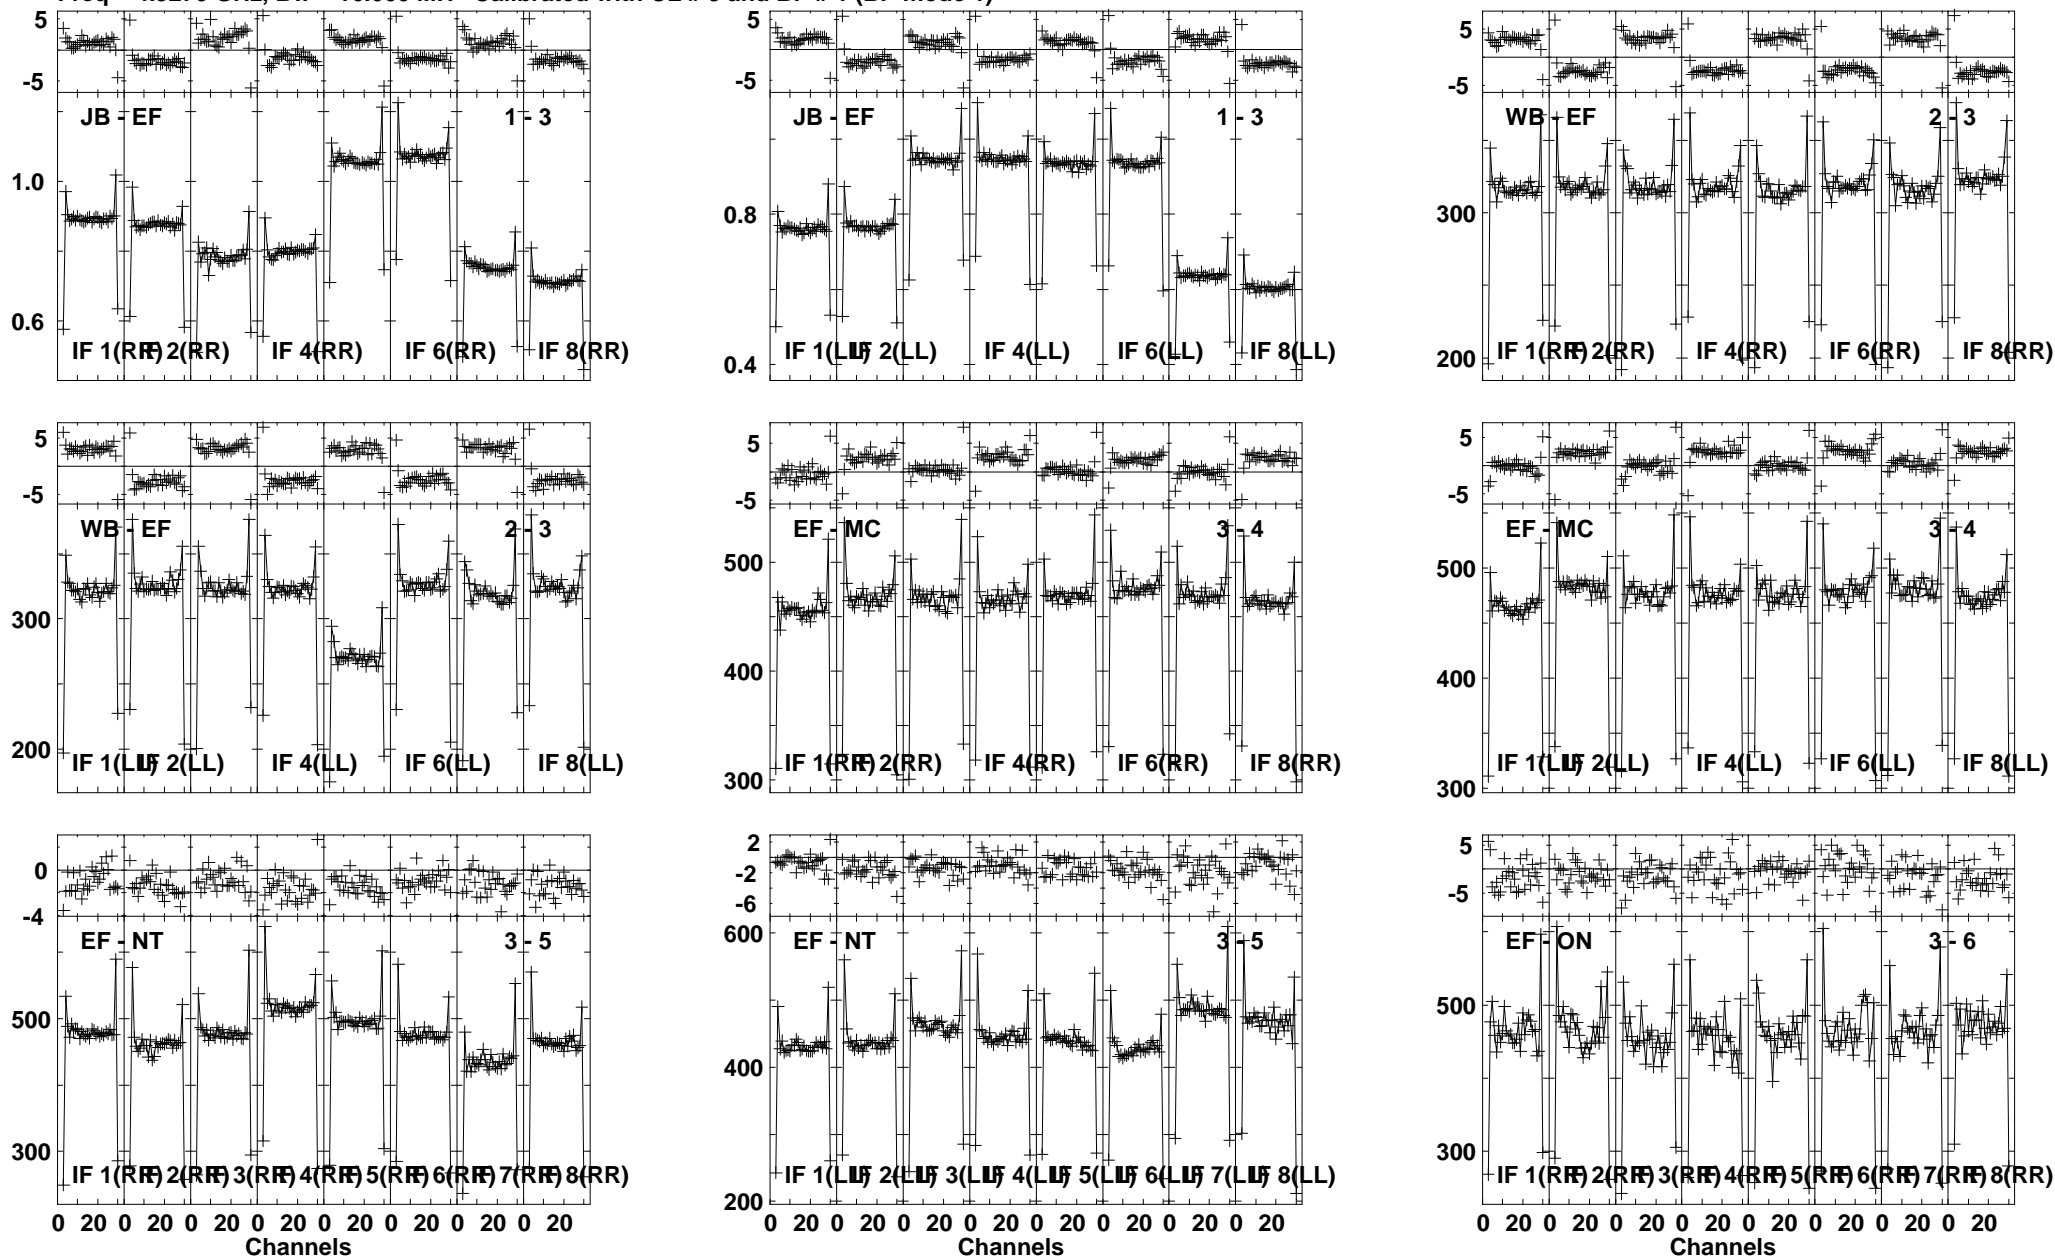 5
-5
JB - EF 1 - 3
1.0
0.6
IF 1(RR) IF 2(RR) IF 4(RR) IF 6(RR) IF 8(RR)
5
-5
JB - EF 1 - 3
0.8
0.4
IF 1(LL) IF 2(LL) IF 4(LL) IF 6(LL) IF 8(LL)
5
-5
WB - EF 2 - 3
300
200
IF 1(RR) IF 2(RR) IF 4(RR) IF 6(RR) IF 8(RR)
5
-5
WB - EF 2 - 3
300
200
IF 1(LL) IF 2(LL) IF 4(LL) IF 6(LL) IF 8(LL)
5
-5
EF - MC 3 - 4
500
400
300
IF 1(RR) IF 2(RR) IF 4(RR) IF 6(RR) IF 8(RR)
5
-5
EF - MC 3 - 4
500
400
300
IF 1(LL) IF 2(LL) IF 4(LL) IF 6(LL) IF 8(LL)
0
-4
EF - NT 3 - 5
500
300
IF 1(RR) IF 2(RR) IF 3(RR) IF 4(RR) IF 5(RR) IF 6(RR) IF 7(RR) IF 8(RR)
0 20 0 20 0 20 0 20 0 20 0 20 0 20 0 20
Channels
2
-2
-6
EF - NT 3 - 5
600
400
200
IF 1(LL) IF 2(LL) IF 3(LL) IF 4(LL) IF 5(LL) IF 6(LL) IF 7(LL) IF 8(LL)
0 20 0 20 0 20 0 20 0 20 0 20 0 20 0 20
Channels
5
-5
EF - ON 3 - 6
500
300
IF 1(RR) IF 2(RR) IF 3(RR) IF 4(RR) IF 5(RR) IF 6(RR) IF 7(RR) IF 8(RR)
0 20 0 20 0 20 0 20 0 20 0 20 0 20 0 20
Channels